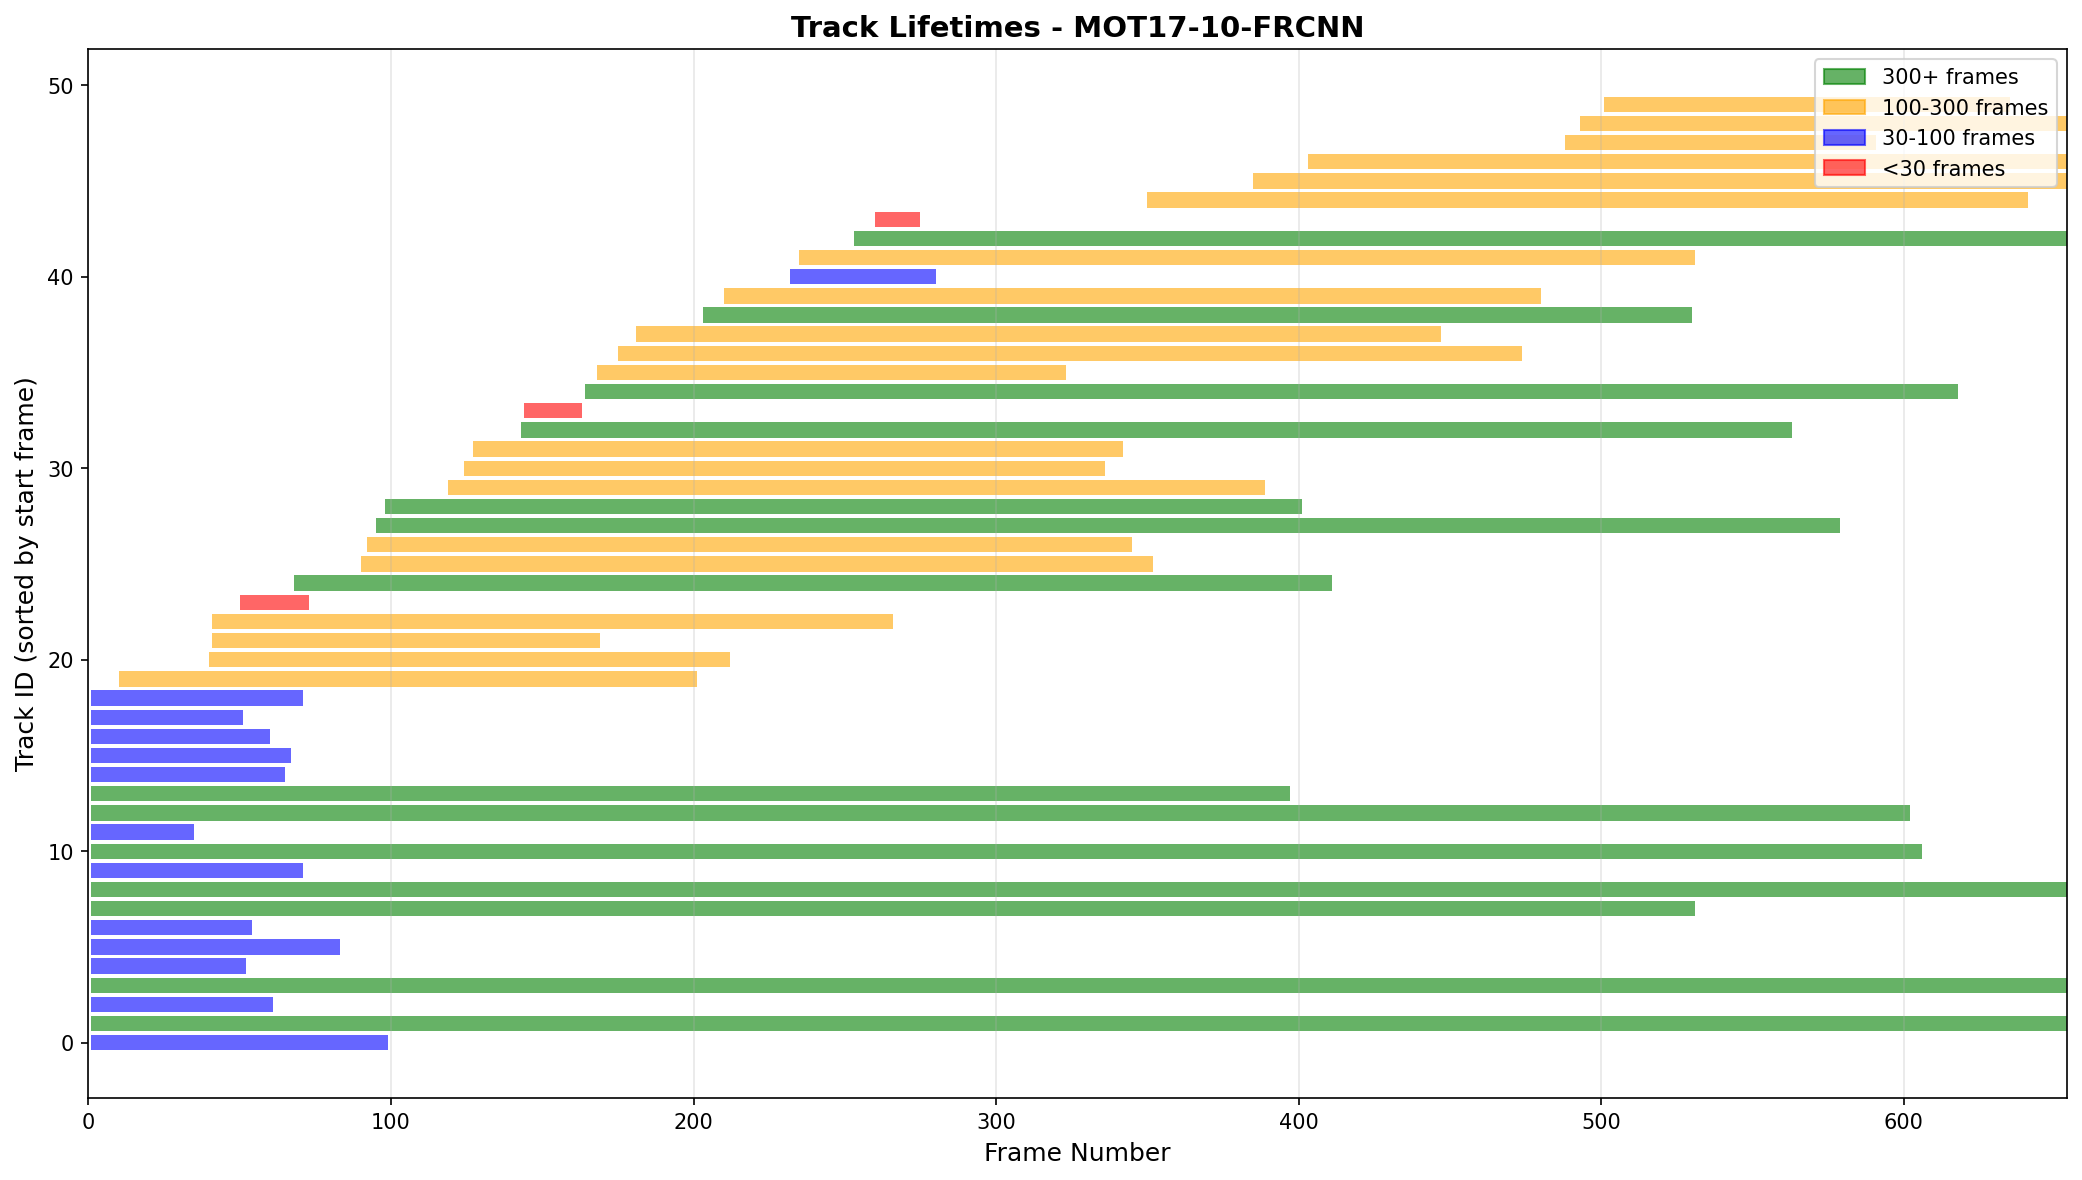 Track Lifetimes - MOT17-10-FRCNN
300+ frames
100-300 frames
30-100 frames
<30 frames
Track ID (sorted by start frame)
50
40
30
20
10
0
0 100 200 300 400 500 600
Frame Number